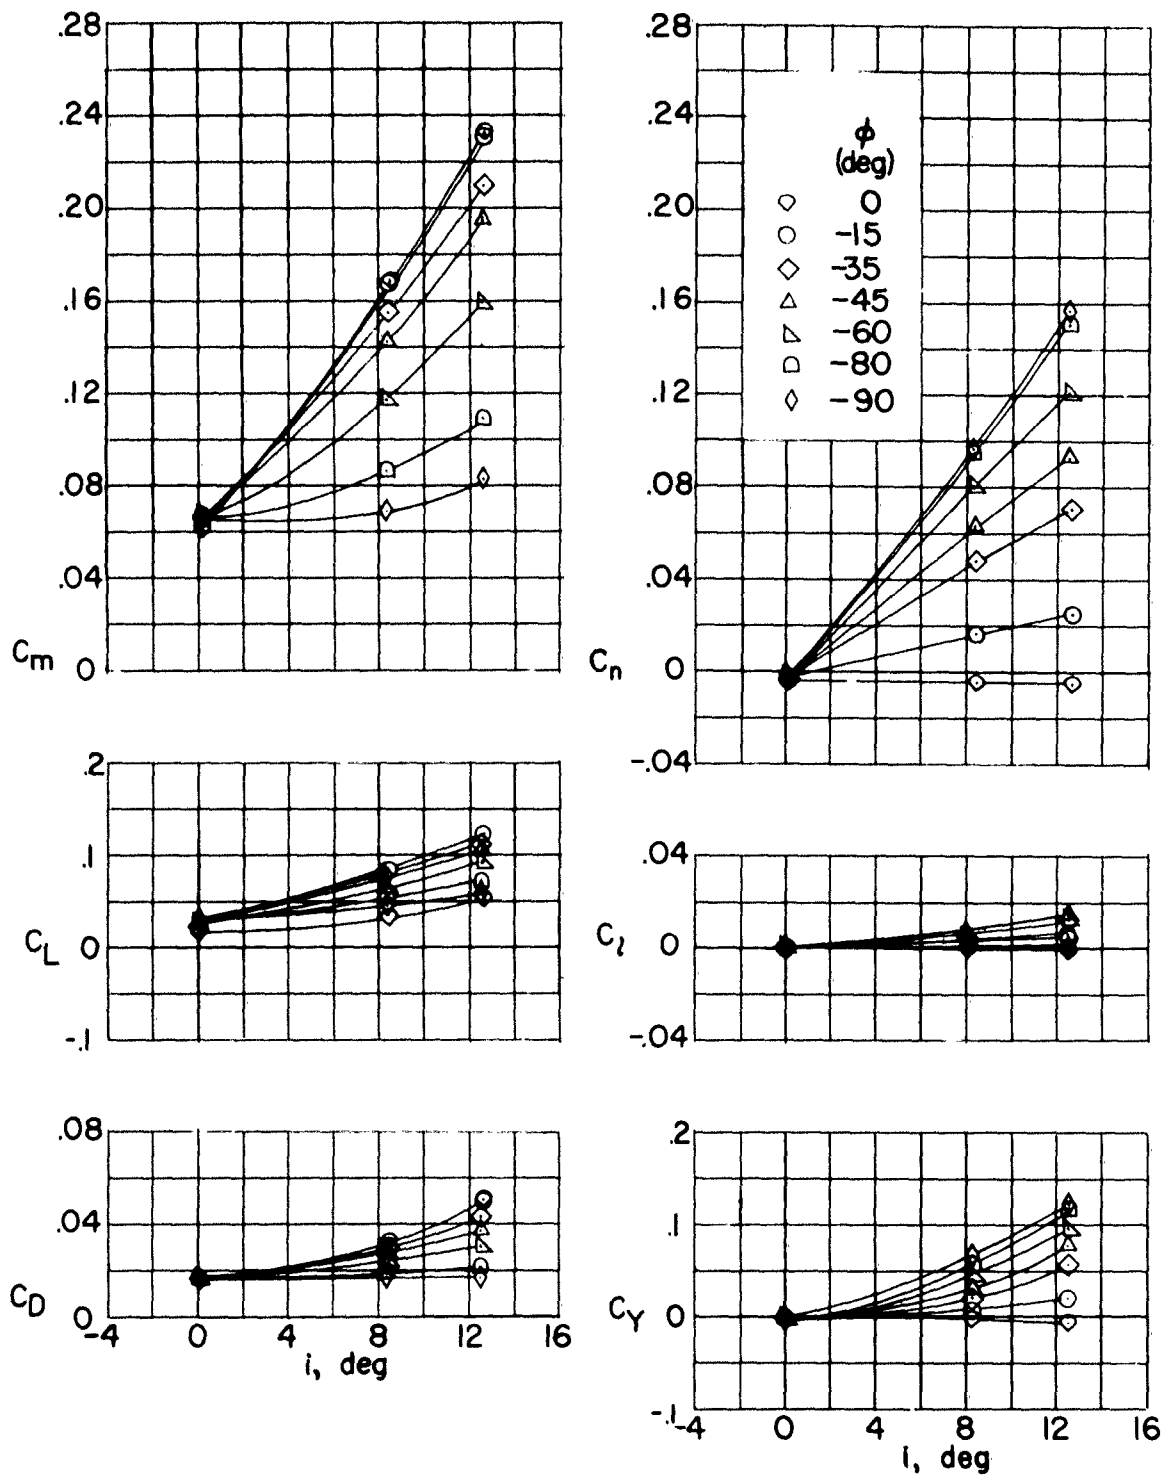 .28
.24
.20
.16
.12
.08
.04
Cm 0
.28
.24
.20
.16
.12
.08
.04
Cn 0
-.04
ϕ
(deg)
0
-15
-35
-45
-60
-80
-90
.2
.1
CL 0
-.1
.04
Cl 0
-.04
.08
.04
CD 0
-4 0 4 8 12 16
i, deg
.2
.1
CY 0
-.1
-4 0 4 8 12 16
i, deg